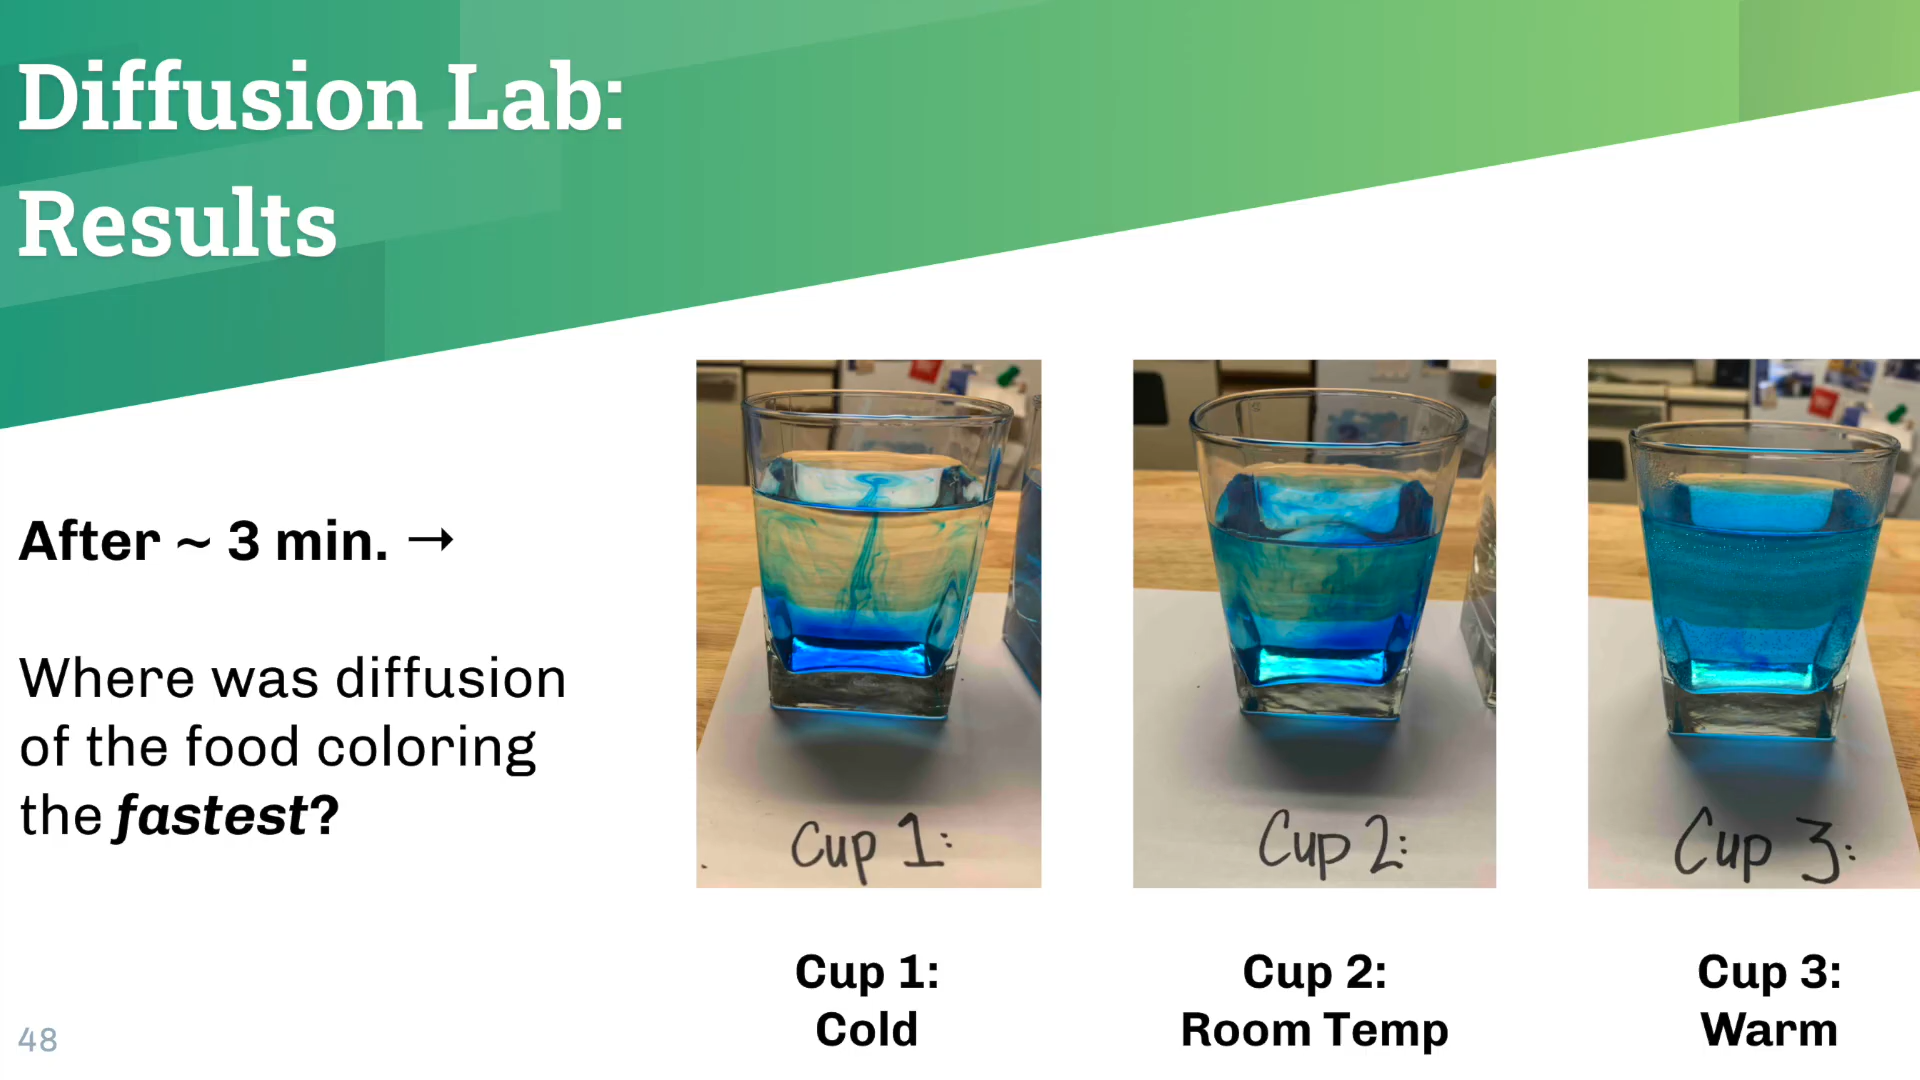 Diffusion Lab:
Results
After ~ 3 min. →
Where was diffusion
of the food coloring
the fastest?
Cup 1:
Cup 2:
Cup 3:
Cup 1:
Cold
Cup 2:
Room Temp
Cup 3:
Warm
48